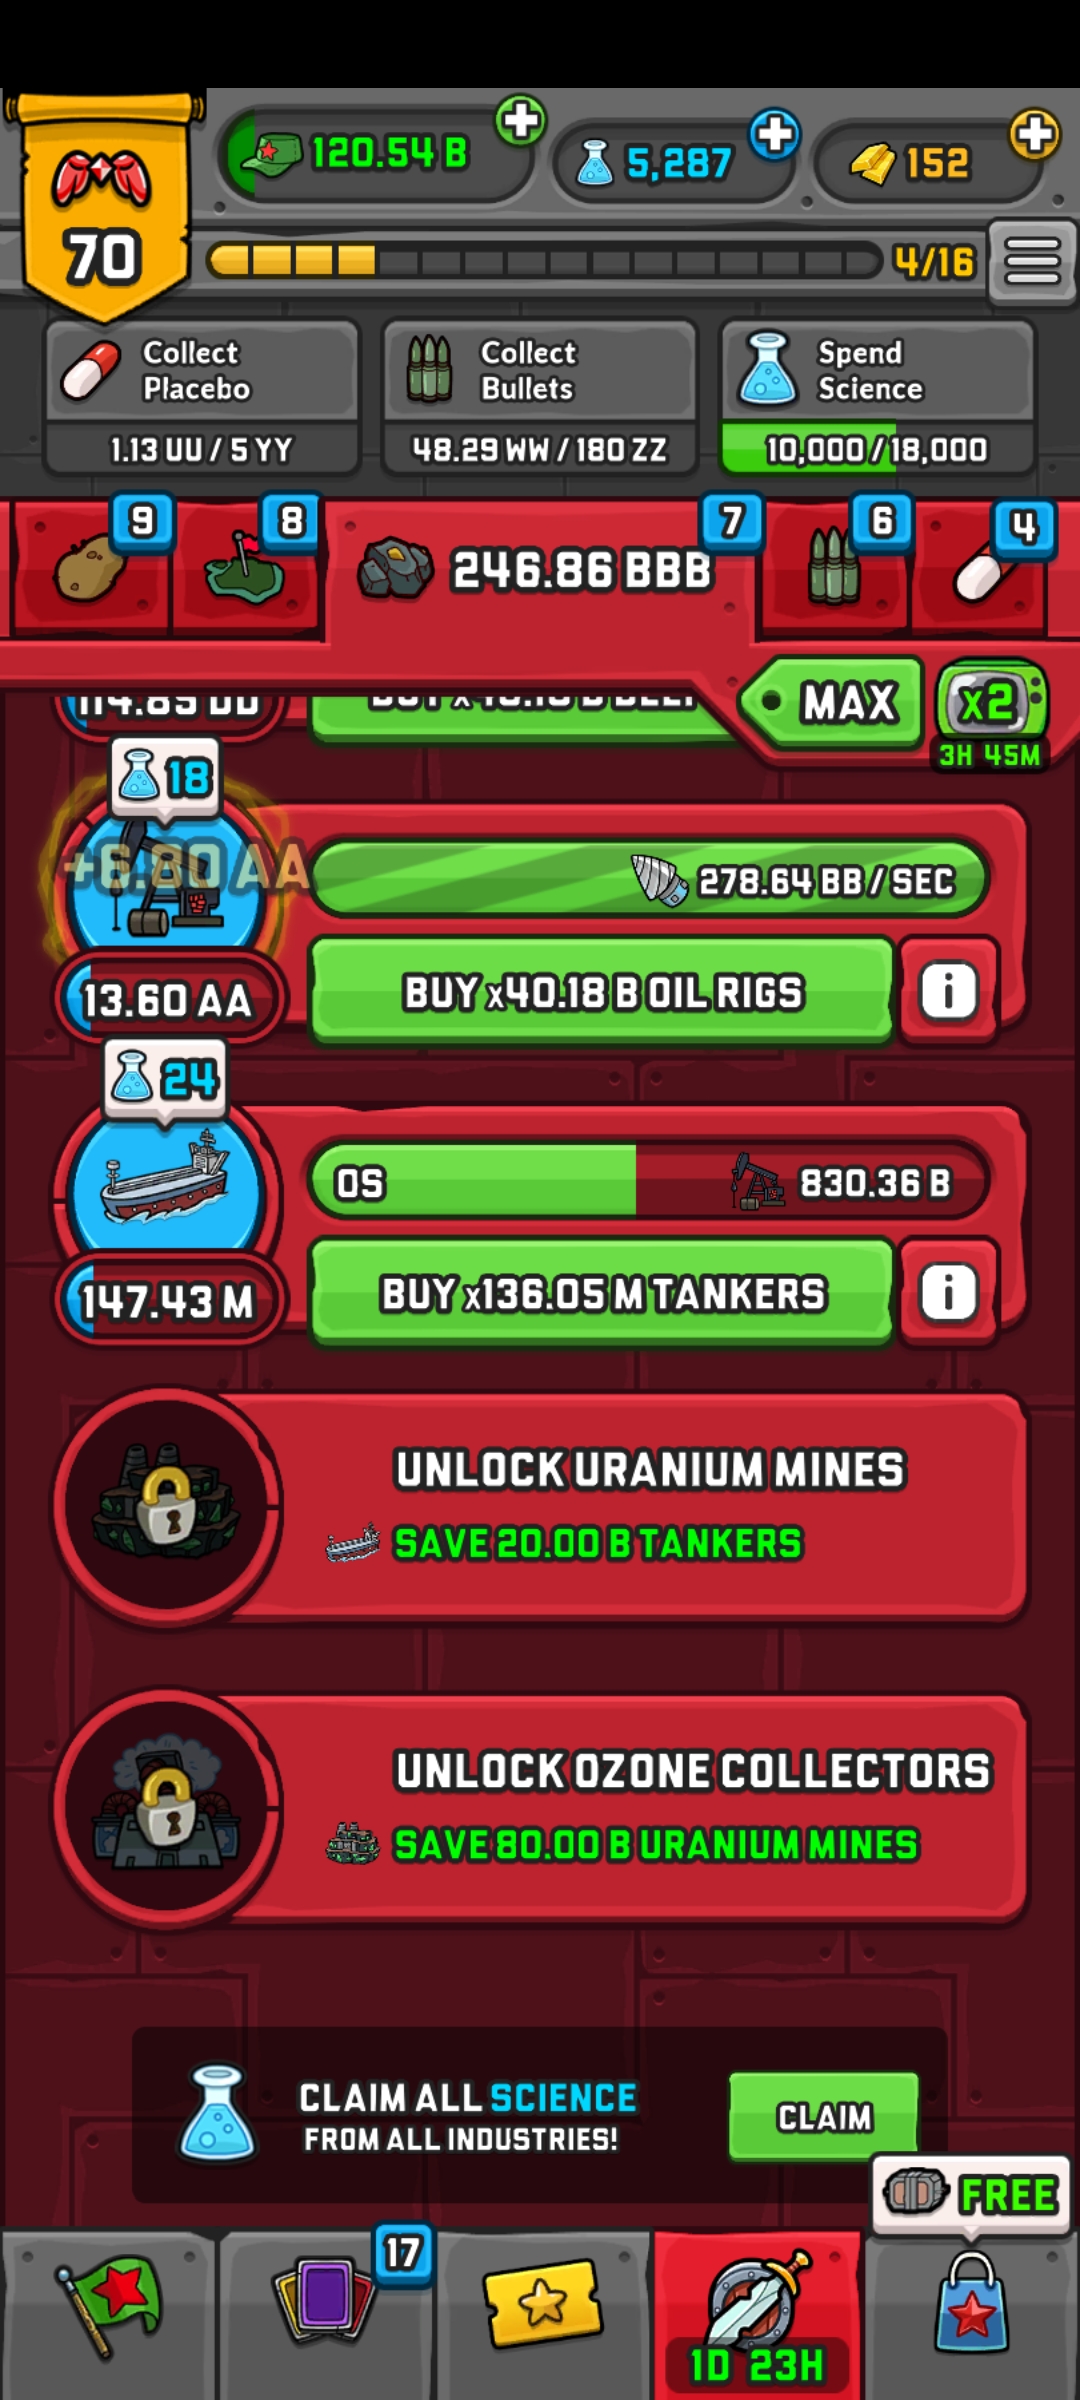 70
120.54 B
5,287
152
4/16
Collect
Placebo
1.13 UU / 5 YY
Collect
Bullets
48.29 WW / 180 ZZ
Spend
Science
10,000 / 18,000
9
8
246.86 BBB
7
6
4
MAX
x2
3H 45M
18
+6.80 AA
278.64 BB / SEC
13.60 AA
BUY x40.18 B OIL RIGS
i
24
0S
830.36 B
147.43 M
BUY x136.05 M TANKERS
i
UNLOCK URANIUM MINES
SAVE 20.00 B TANKERS
UNLOCK OZONE COLLECTORS
SAVE 80.00 B URANIUM MINES
CLAIM ALL SCIENCE
FROM ALL INDUSTRIES!
CLAIM
FREE
17
1D 23H